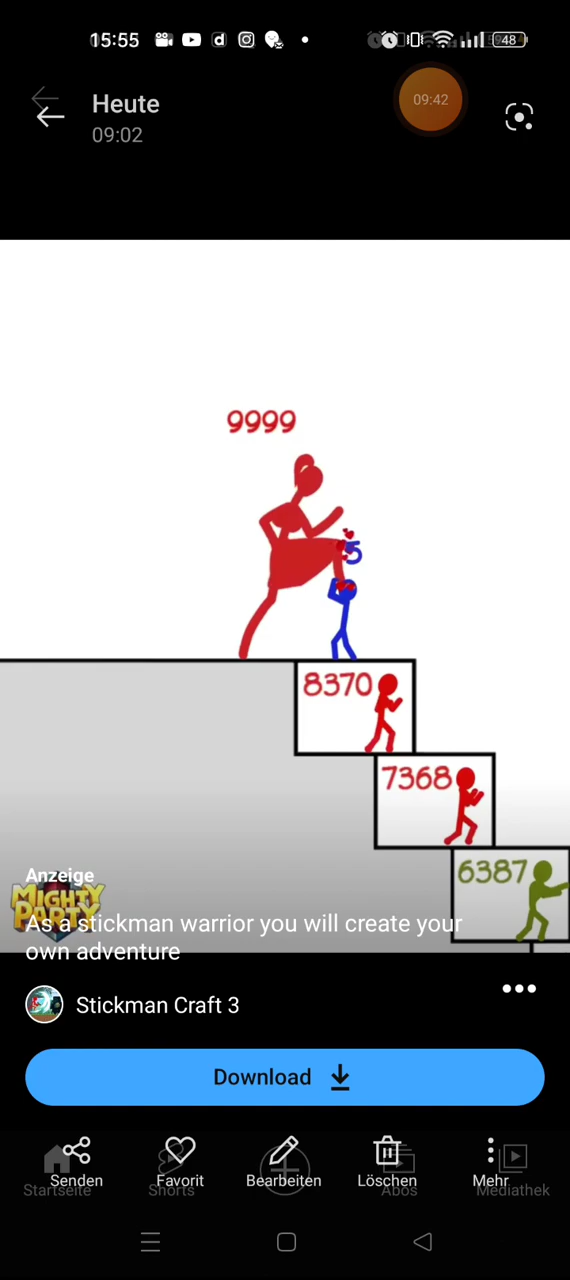 15:55
48
Heute
09:02
09:42
9999
5
8370
7368
6387
Anzeige
MIGHTY
PARTY
As a stickman warrior you will create your
own adventure
Stickman Craft 3
Download
Senden
Favorit
Bearbeiten
Löschen
Mehr
Startseite
Shorts
Abos
Mediathek